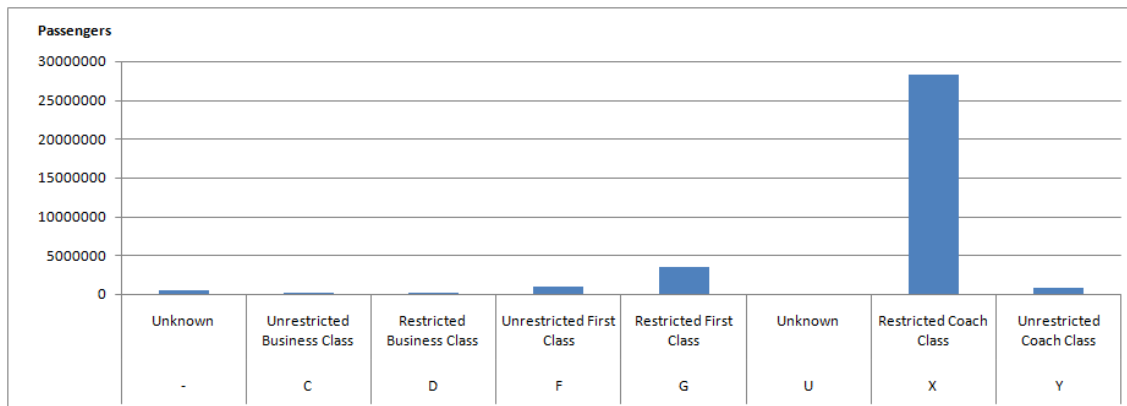 Passengers
30000000
25000000
20000000
15000000
10000000
5000000
0
Unknown
Unrestricted
Business Class
Restricted
Business Class
Unrestricted First
Class
Restricted First
Class
Unknown
Restricted Coach
Class
Unrestricted
Coach Class
- C D F G U X Y